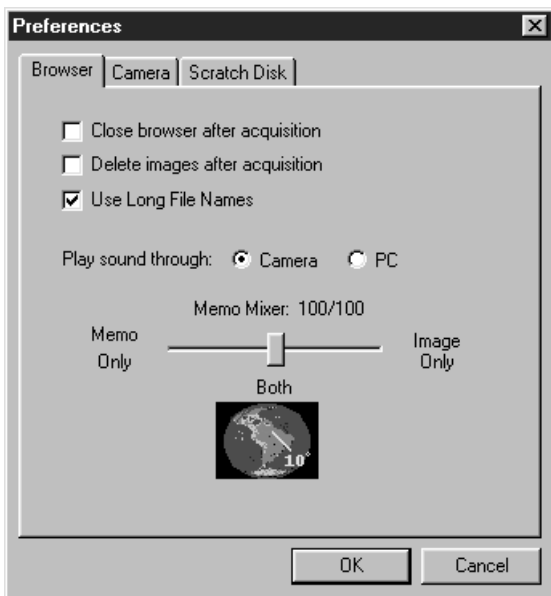 Preferences
Browser Camera Scratch Disk
Close browser after acquisition
Delete images after acquisition
Use Long File Names
Play sound through: Camera PC
Memo Mixer: 100/100
Memo Only
Image Only
Both
10°
OK Cancel